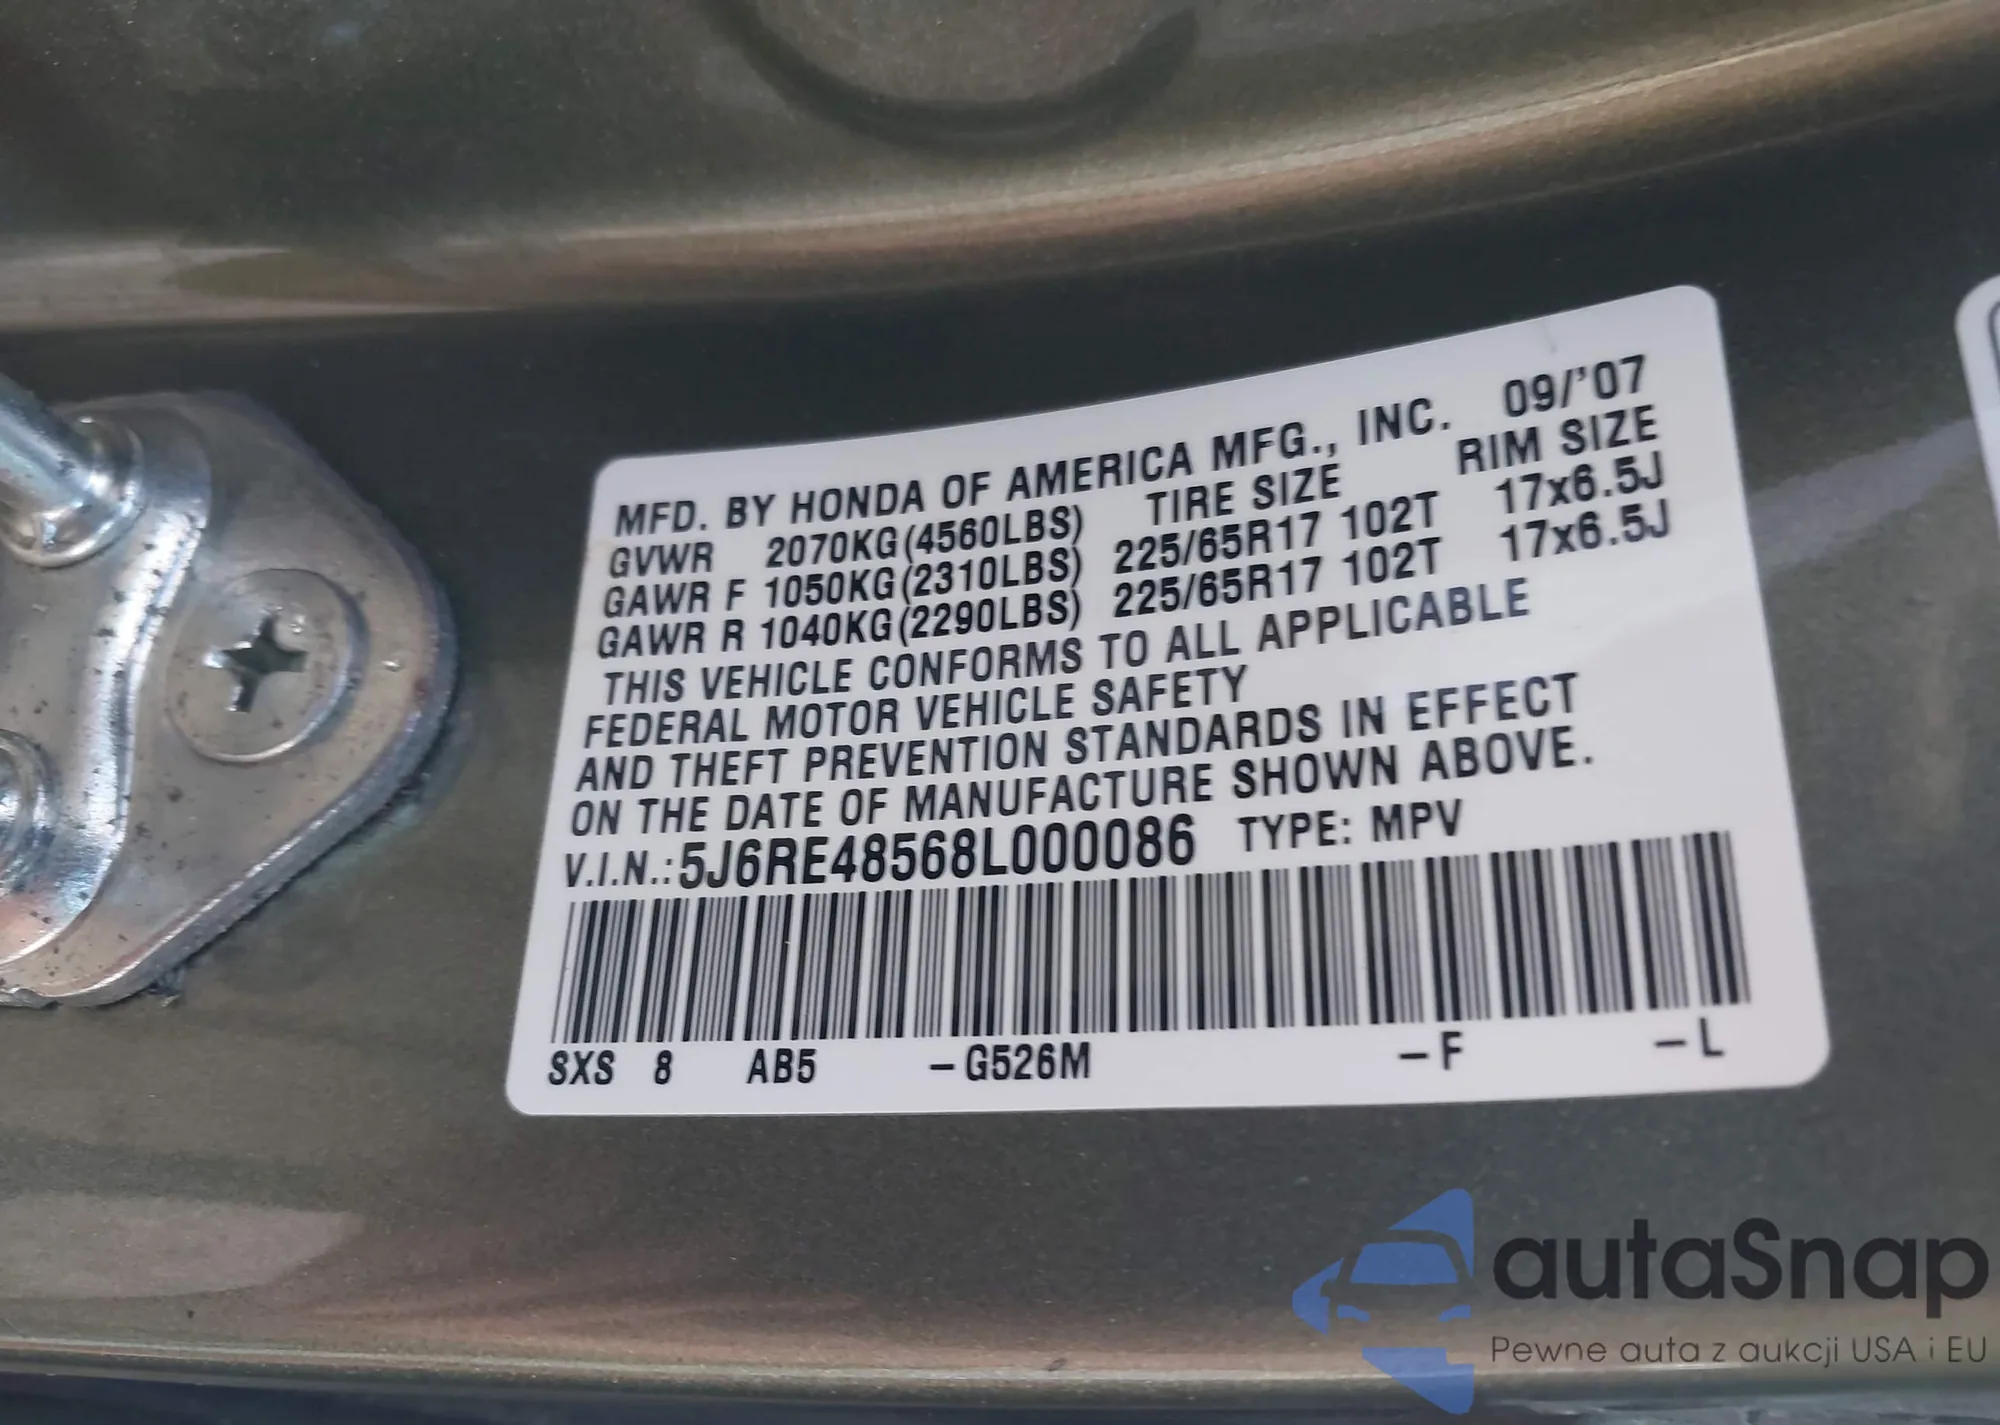 MFD. BY HONDA OF AMERICA MFG., INC. 09/'07
GVWR 2070KG(4560LBS) TIRE SIZE RIM SIZE
GAWR F 1050KG(2310LBS) 225/65R17 102T 17x6.5J
GAWR R 1040KG(2290LBS) 225/65R17 102T 17x6.5J
THIS VEHICLE CONFORMS TO ALL APPLICABLE
FEDERAL MOTOR VEHICLE SAFETY
AND THEFT PREVENTION STANDARDS IN EFFECT
ON THE DATE OF MANUFACTURE SHOWN ABOVE.
V.I.N.: 5J6RE48568L000086 TYPE: MPV
SXS 8 AB5 –G526M –F –L
autaSnap
Pewne auta z aukcji USA i EU